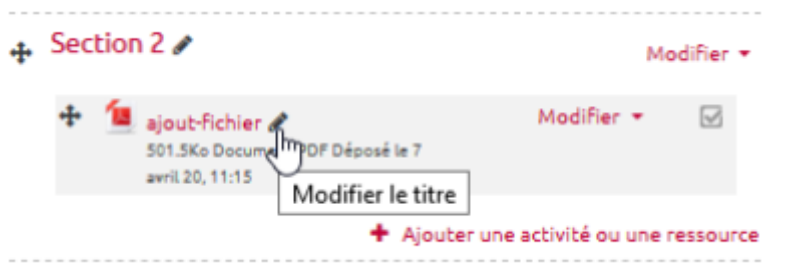 Section 2
Modifier
ajout-fichier
Modifier
501.5Ko Docume PDF Déposé le 7
avril 20, 11:15
Modifier le titre
Ajouter une activité ou une ressource